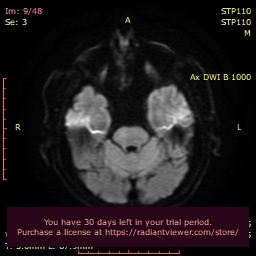 Im: 9/48
Se: 3
STP110
STP110
M
A
Ax DWI B 1000
R
L
You have 30 days left in your trial period.
Purchase a license at https://radiantviewer.com/store/